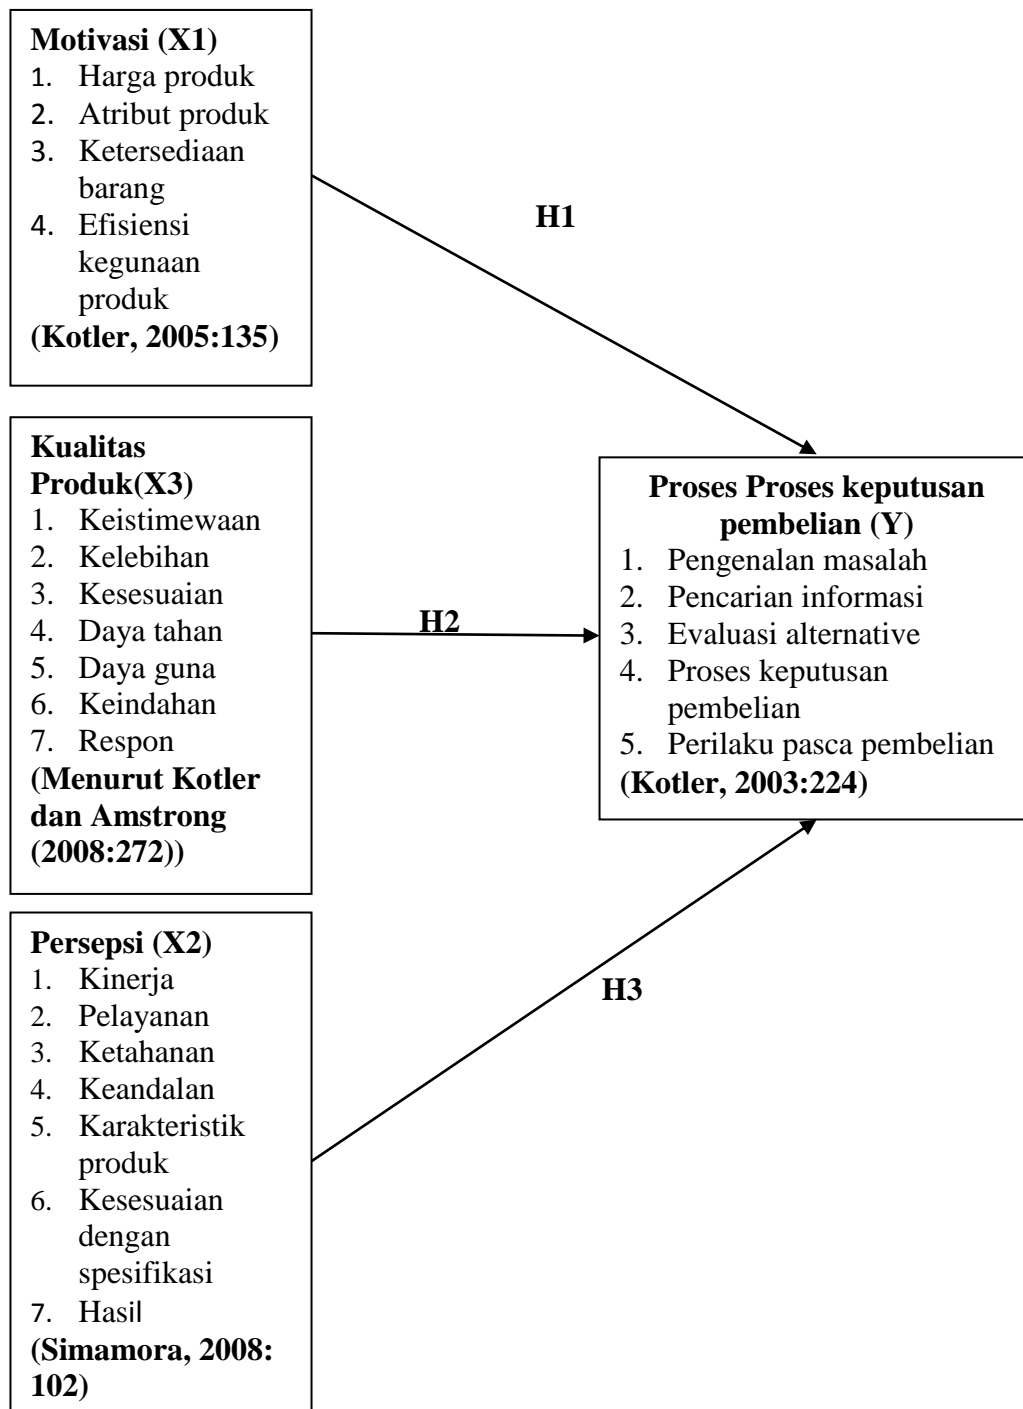 Motivasi (X1)
1. Harga produk
2. Atribut produk
3. Ketersediaan
barang
4. Efisiensi
kegunaan
produk
(Kotler, 2005:135)
H1
Kualitas
Produk(X3)
1. Keistimewaan
2. Kelebihan
3. Kesesuaian
4. Daya tahan
5. Daya guna
6. Keindahan
7. Respon
(Menurut Kotler
dan Amstrong
(2008:272))
H2
Proses Proses keputusan
pembelian (Y)
1. Pengenalan masalah
2. Pencarian informasi
3. Evaluasi alternative
4. Proses keputusan
pembelian
5. Perilaku pasca pembelian
(Kotler, 2003:224)
Persepsi (X2)
1. Kinerja
2. Pelayanan
3. Ketahanan
4. Keandalan
5. Karakteristik
produk
6. Kesesuaian
dengan
spesifikasi
7. Hasil
(Simamora, 2008:
102)
H3